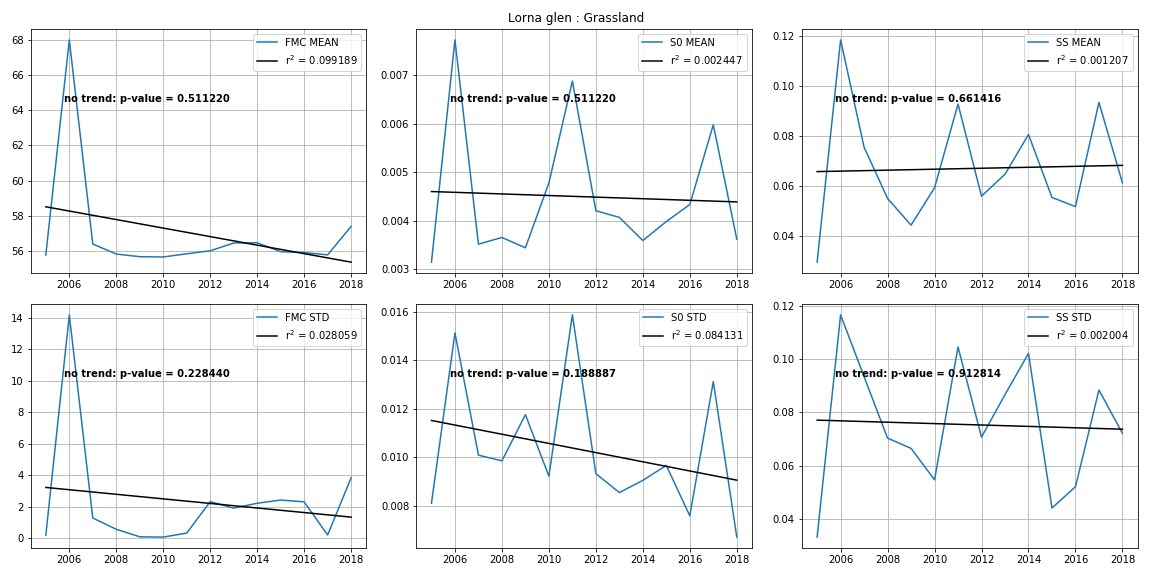 Lorna glen : Grassland
68
66
64
62
60
58
56
FMC MEAN
r² = 0.099189
no trend: p-value = 0.511220
2006 2008 2010 2012 2014 2016 2018
0.007
0.006
0.005
0.004
0.003
S0 MEAN
r² = 0.002447
no trend: p-value = 0.511220
2006 2008 2010 2012 2014 2016 2018
0.12
0.10
0.08
0.06
0.04
SS MEAN
r² = 0.001207
no trend: p-value = 0.661416
2006 2008 2010 2012 2014 2016 2018
14
12
10
8
6
4
2
0
FMC STD
r² = 0.028059
no trend: p-value = 0.228440
2006 2008 2010 2012 2014 2016 2018
0.016
0.014
0.012
0.010
0.008
S0 STD
r² = 0.084131
no trend: p-value = 0.188887
2006 2008 2010 2012 2014 2016 2018
0.12
0.10
0.08
0.06
0.04
SS STD
r² = 0.002004
no trend: p-value = 0.912814
2006 2008 2010 2012 2014 2016 2018